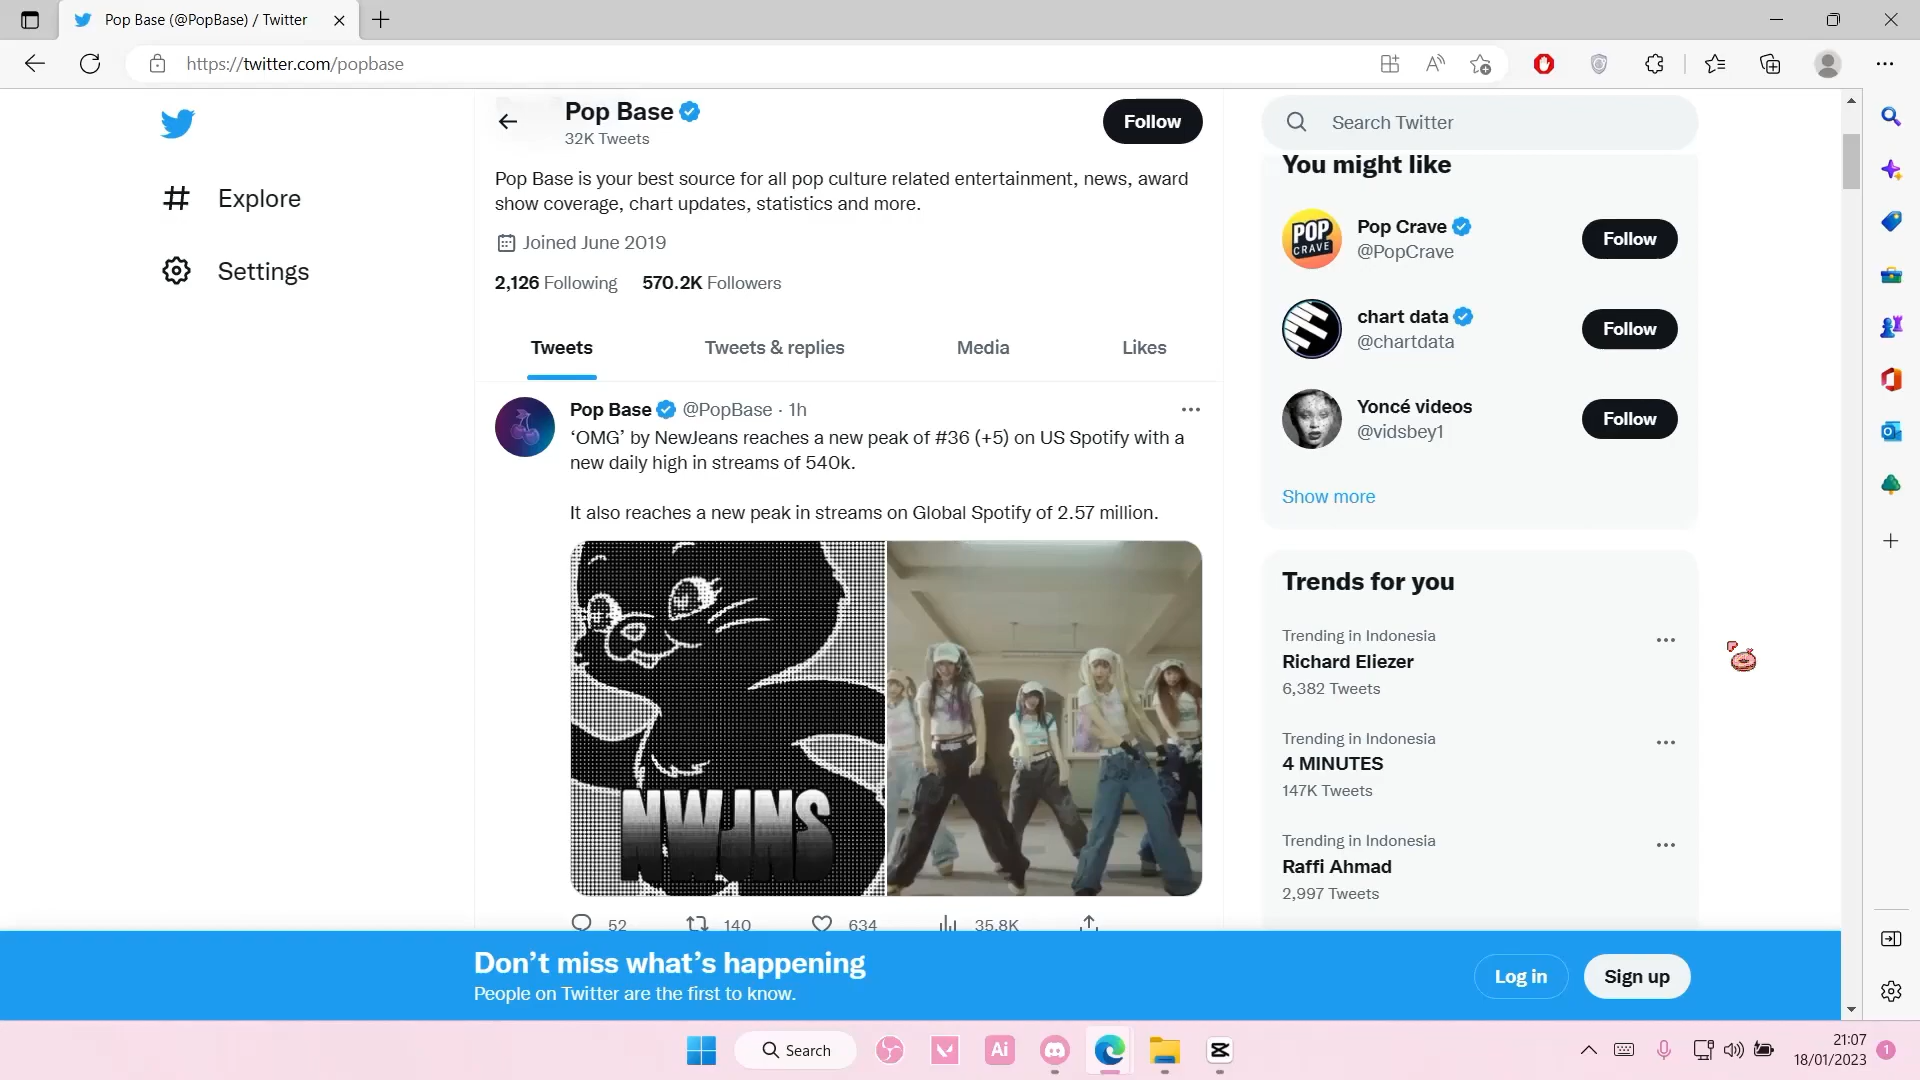 Pop Base (@PopBase) / Twitter
https://twitter.com/popbase
Pop Base
32K Tweets
Follow
Pop Base is your best source for all pop culture related entertainment, news, award
show coverage, chart updates, statistics and more.
Joined June 2019
2,126 Following 570.2K Followers
Tweets Tweets & replies Media Likes
Explore
Settings
Pop Base @PopBase · 1h
‘OMG’ by NewJeans reaches a new peak of #36 (+5) on US Spotify with a
new daily high in streams of 540k.
It also reaches a new peak in streams on Global Spotify of 2.57 million.
NWJNS
52 140 634 35.8K
Search Twitter
You might like
POP
CRAVE
Pop Crave
@PopCrave
Follow
chart data
@chartdata
Follow
Yoncé videos
@vidsbey1
Follow
Show more
Trends for you
Trending in Indonesia
Richard Eliezer
6,382 Tweets
Trending in Indonesia
4 MINUTES
147K Tweets
Trending in Indonesia
Raffi Ahmad
2,997 Tweets
Don’t miss what’s happening
People on Twitter are the first to know.
Log in
Sign up
Search
Ai
21:07
18/01/2023
1